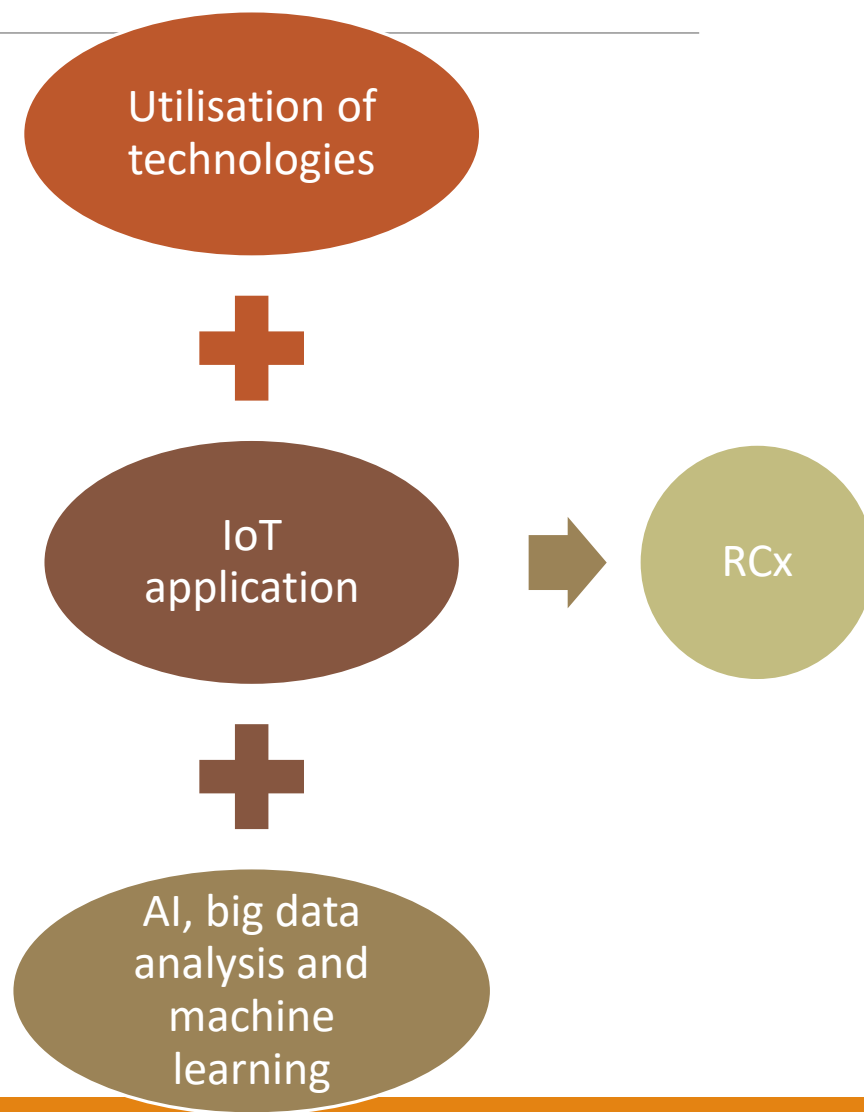 Utilisation of
technologies
IoT
application
RCx
AI, big data
analysis and
machine
learning